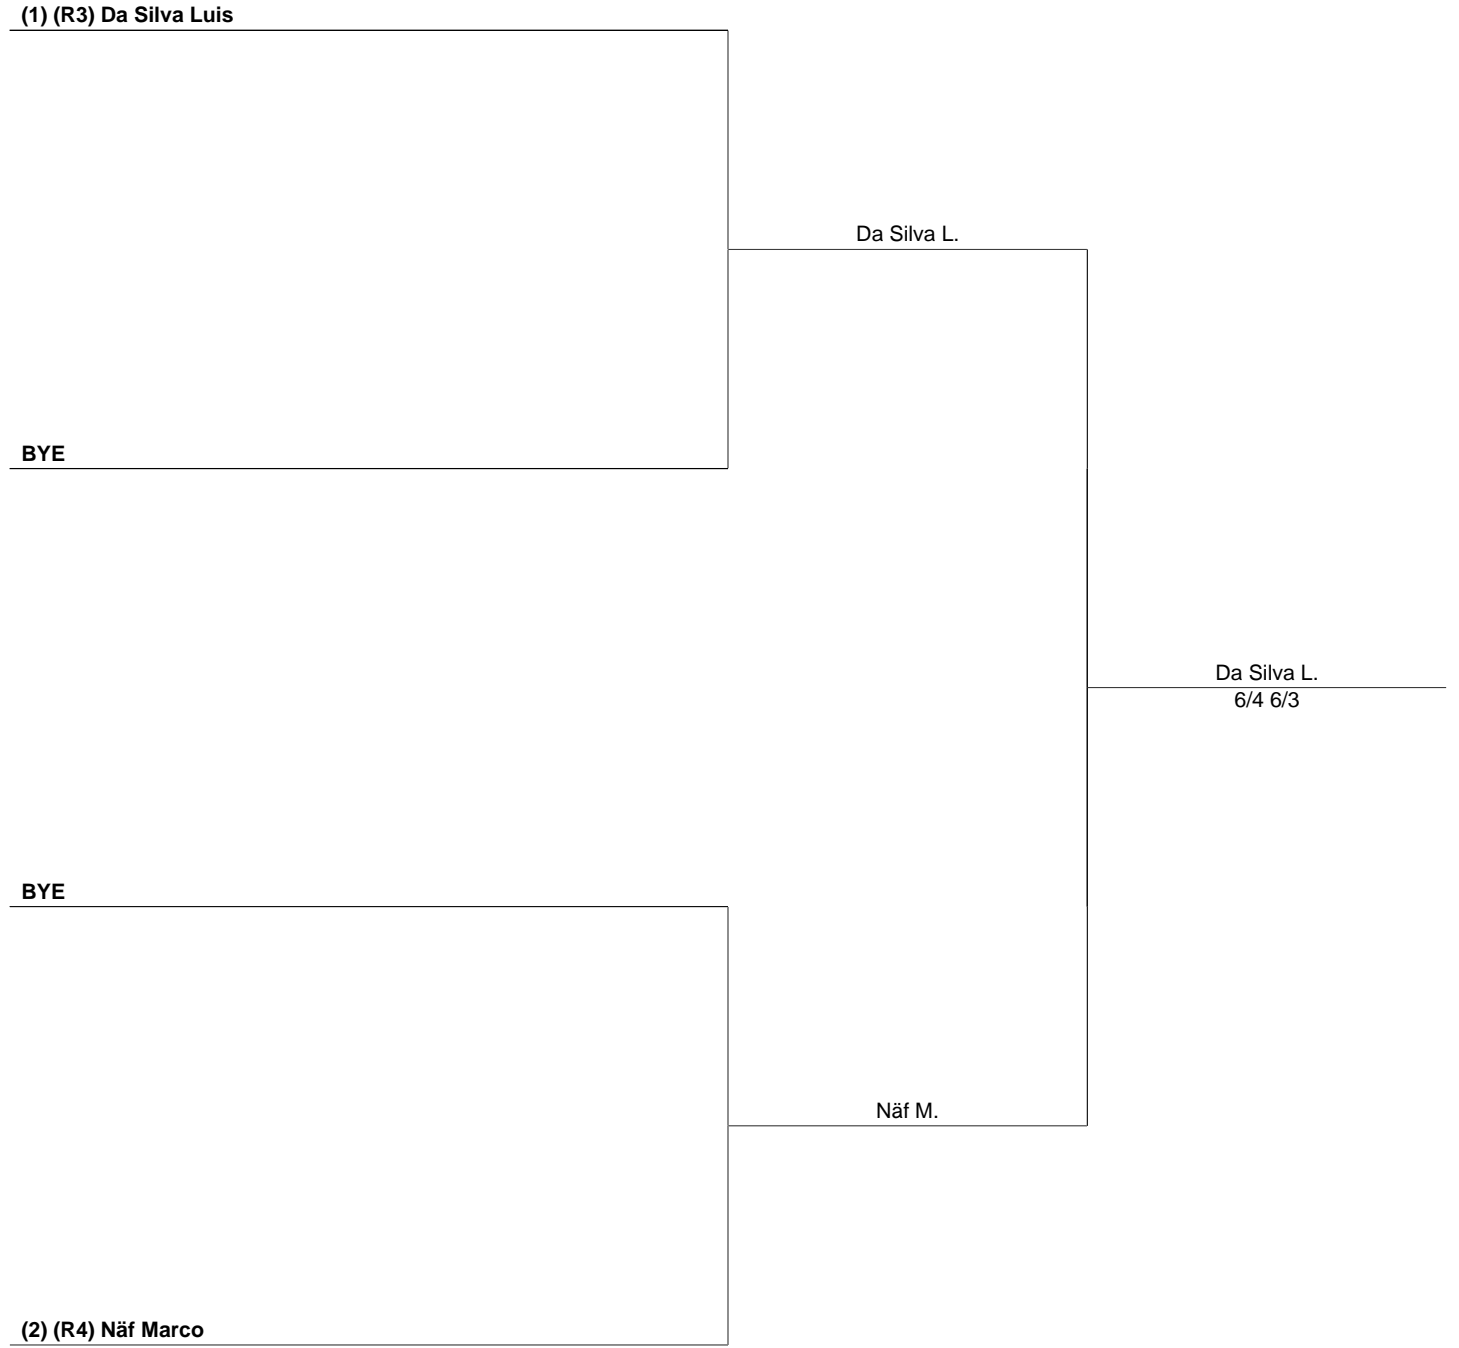 (1) (R3) Da Silva Luis
Da Silva L.
BYE
Da Silva L.
6/4 6/3
BYE
Näf M.
(2) (R4) Näf Marco